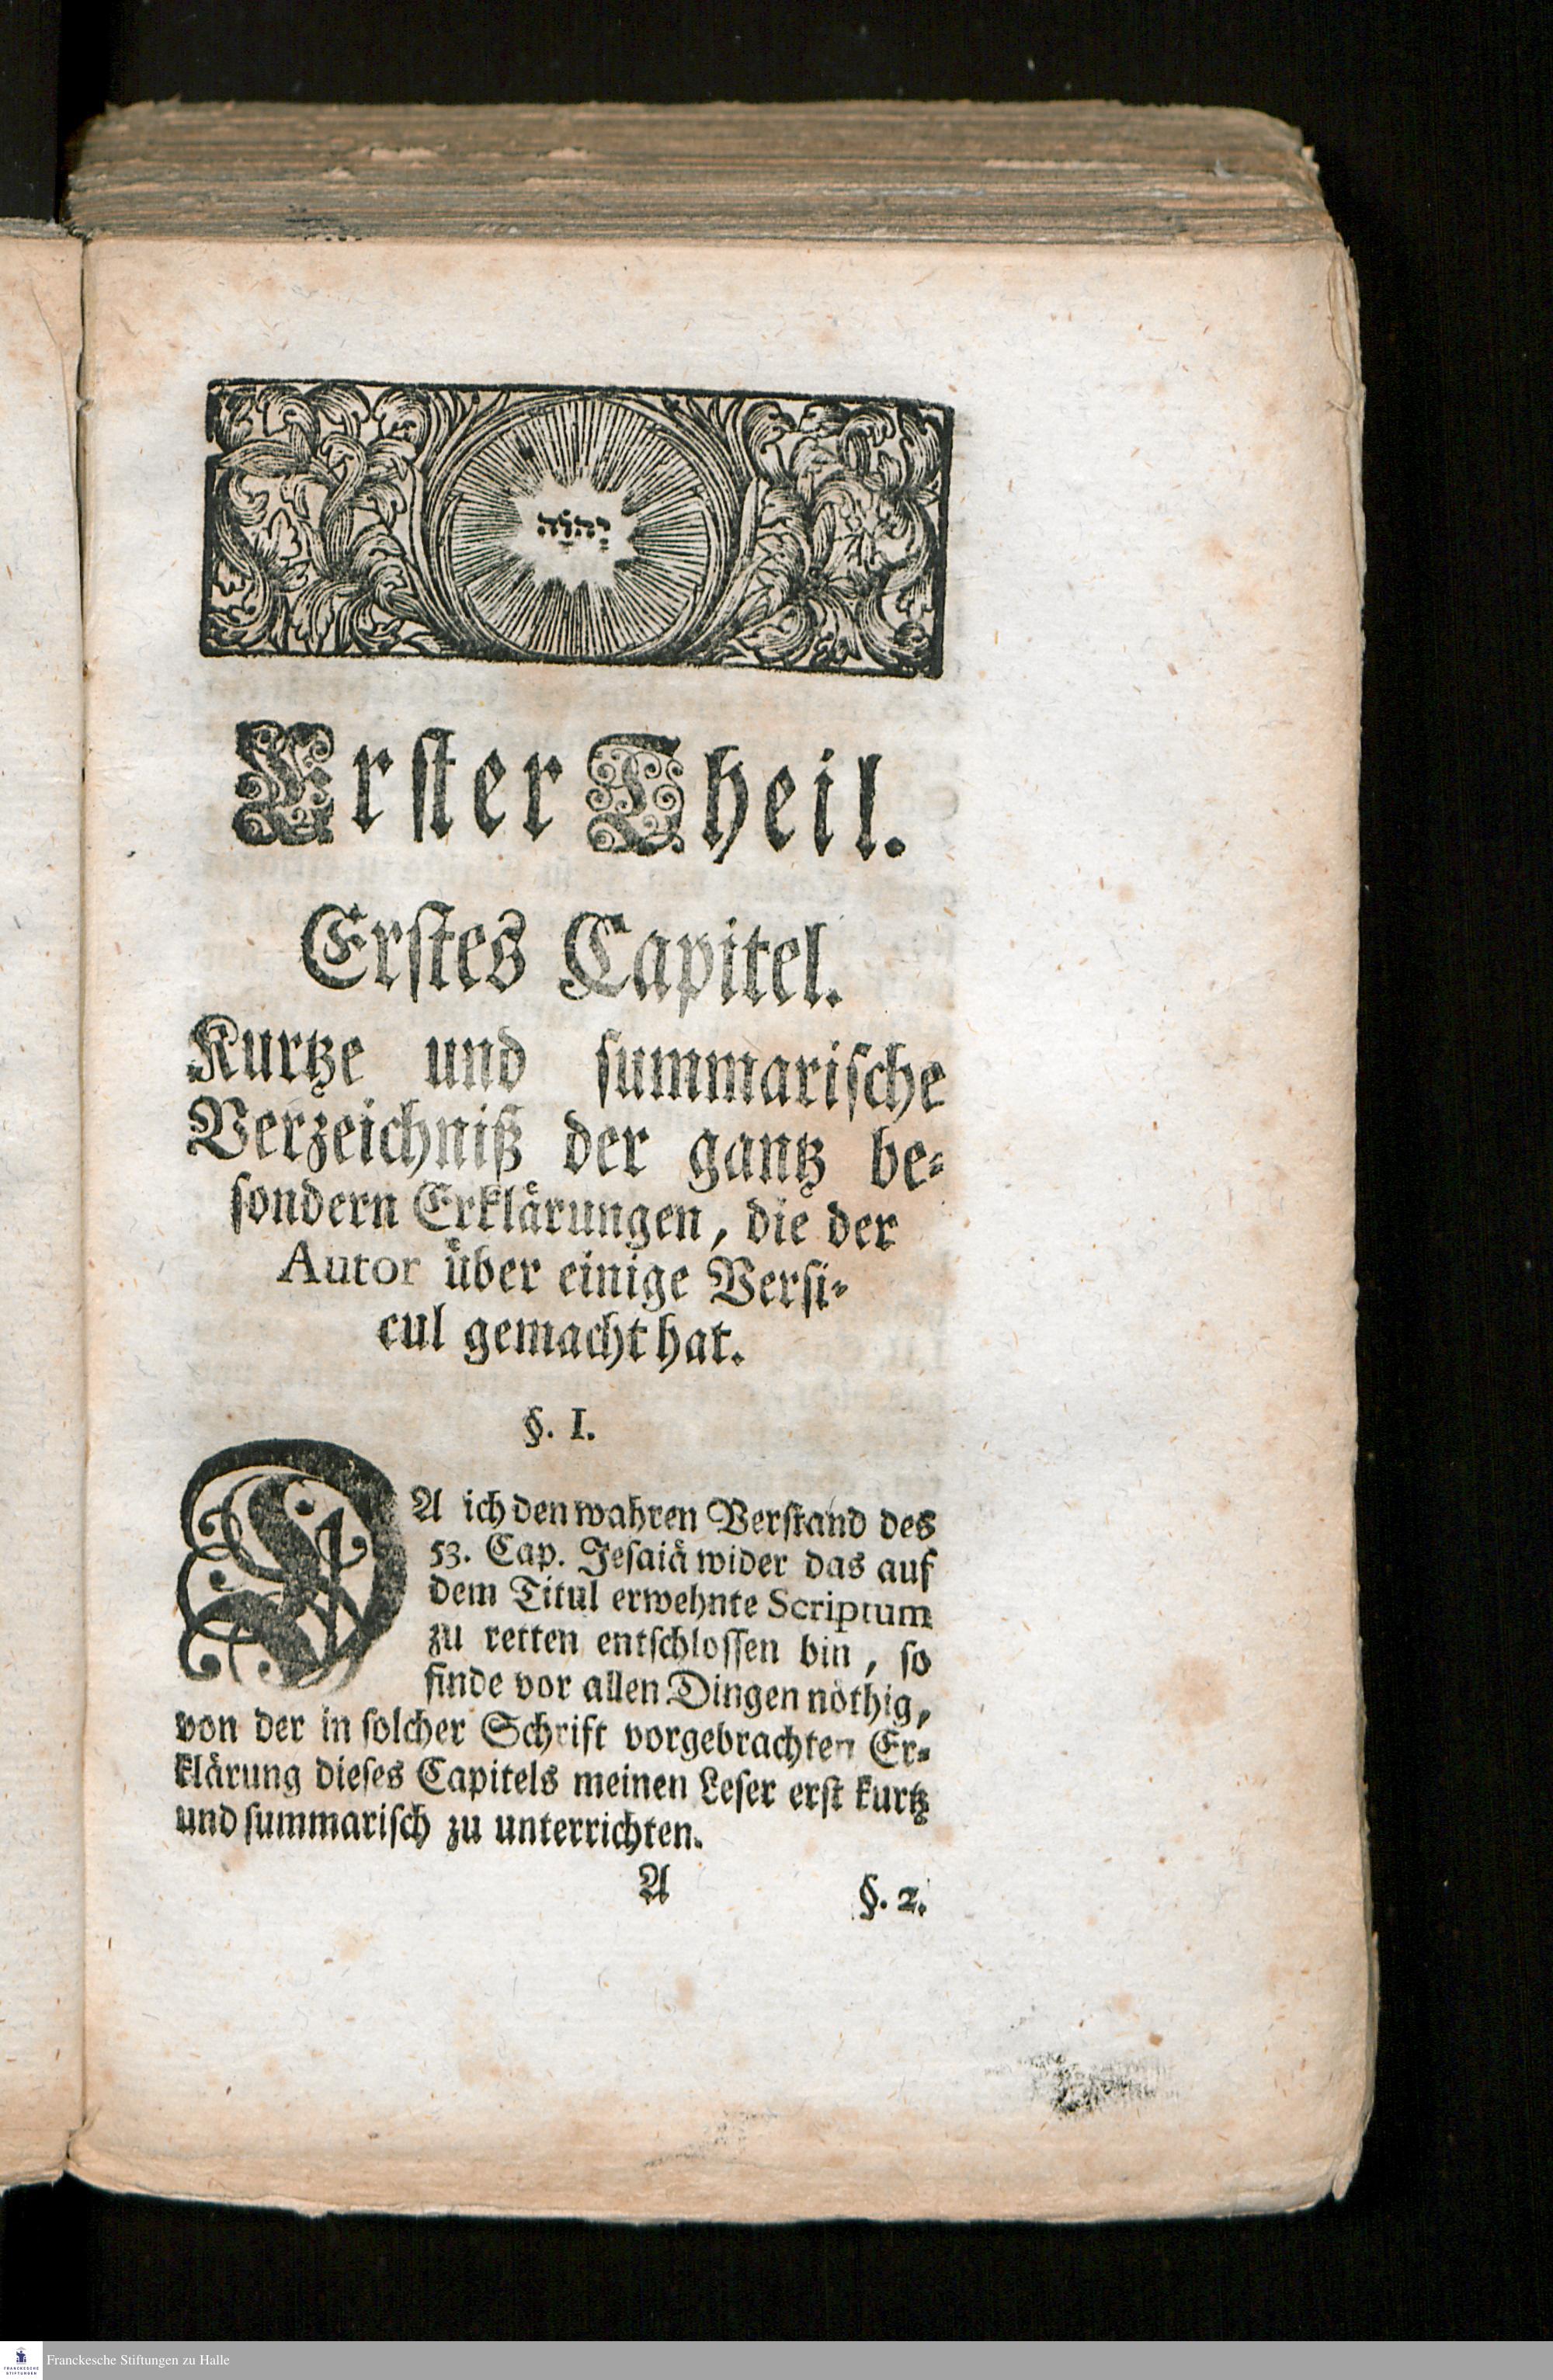 יְהֹוָה
Erster Theil.
Erstes Capitel.
Kurtze und summarische
Verzeichniß der gantz be-
sondern Erklärungen, die der
Autor über einige Versi-
cul gemacht hat.
§. I.
DA ich den wahren Verstand des
53. Cap. Jesaiä wider das auf
dem Titul erwehnte Scriptum
zu retten entschlossen bin, so
finde vor allen Dingen nöthig,
von der in solcher Schrift vorgebrachten Er-
klärung dieses Capitels meinen Leser erst kurtz
und summarisch zu unterrichten.
A §. 2.
FRANCKESCHE
STIFTUNGEN
Franckesche Stiftungen zu Halle